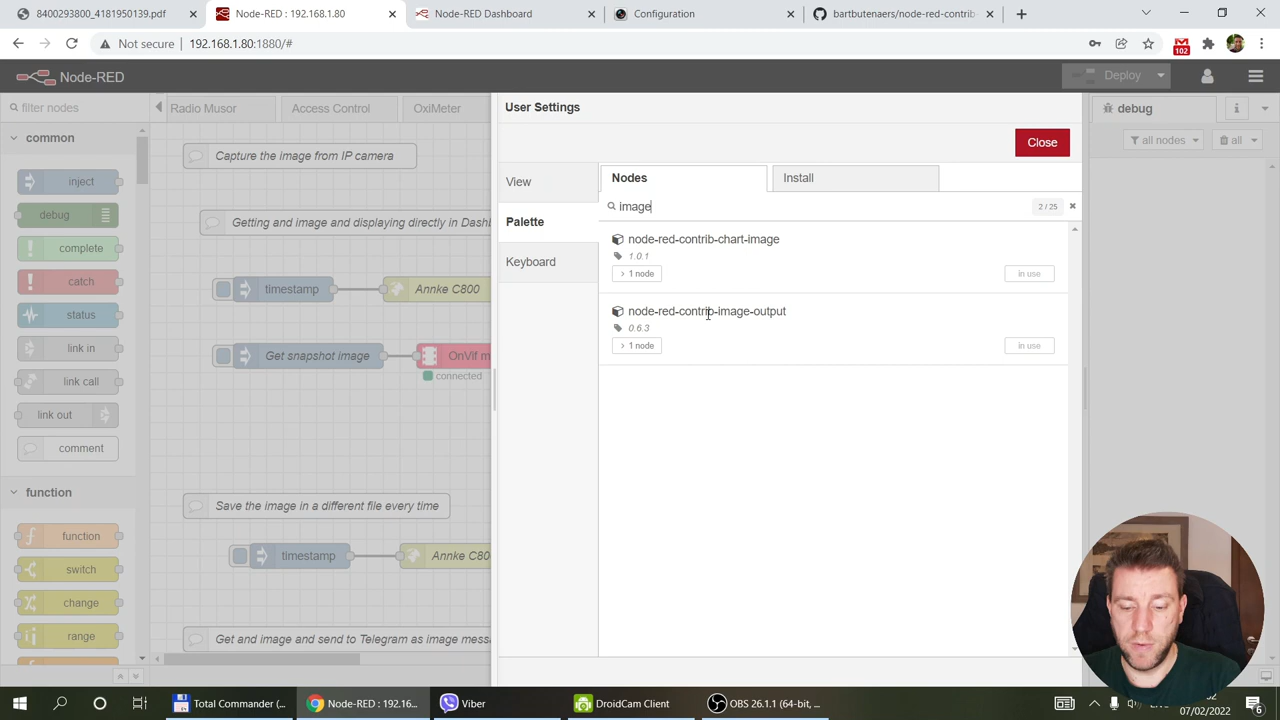 8400293800_4181950139.pdf
Node-RED : 192.168.1.80
Node-RED Dashboard
Configuration
bartbutenaers/node-red-contrib
Not secure
192.168.1.80:1880/#
102
Node-RED
Deploy
filter nodes
Radio Musor
Access Control
OxiMeter
User Settings
debug
i
Close
all nodes
all
common
inject
debug
complete
catch
status
link in
link call
link out
comment
function
function
switch
change
range
Capture the image from IP camera
Getting and image and displaying directly in Dash
timestamp
Annke C800
Get snapshot image
OnVif m
connected
Save the image in a different file every time
timestamp
Annke C80
Get and image and send to Telegram as image mess
View
Palette
Keyboard
Nodes
Install
image
2 / 25
node-red-contrib-chart-image
1.0.1
1 node
in use
node-red-contrib-image-output
0.6.3
1 node
in use
Total Commander (...
Node-RED : 192.16...
Viber
DroidCam Client
OBS 26.1.1 (64-bit, ...
ENG
07/02/2022
6